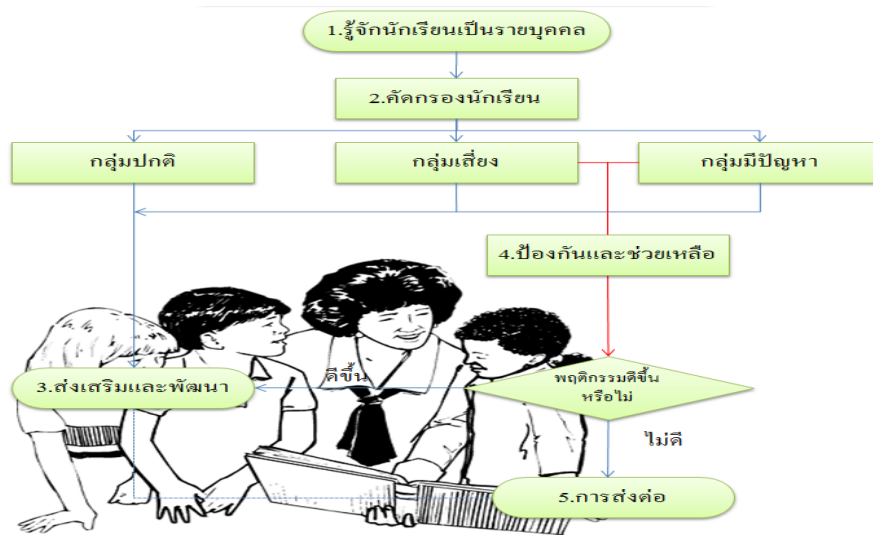 1.รู้จักนักเรียนเป็นรายบุคคล
2.คัดกรองนักเรียน
กลุ่มปกติ
กลุ่มเสี่ยง
กลุ่มมีปัญหา
4.ป้องกันและช่วยเหลือ
ดีขึ้น
พฤติกรรมดีขึ้น
หรือไม่
3.ส่งเสริมและพัฒนา
ไม่ดี
5.การส่งต่อ